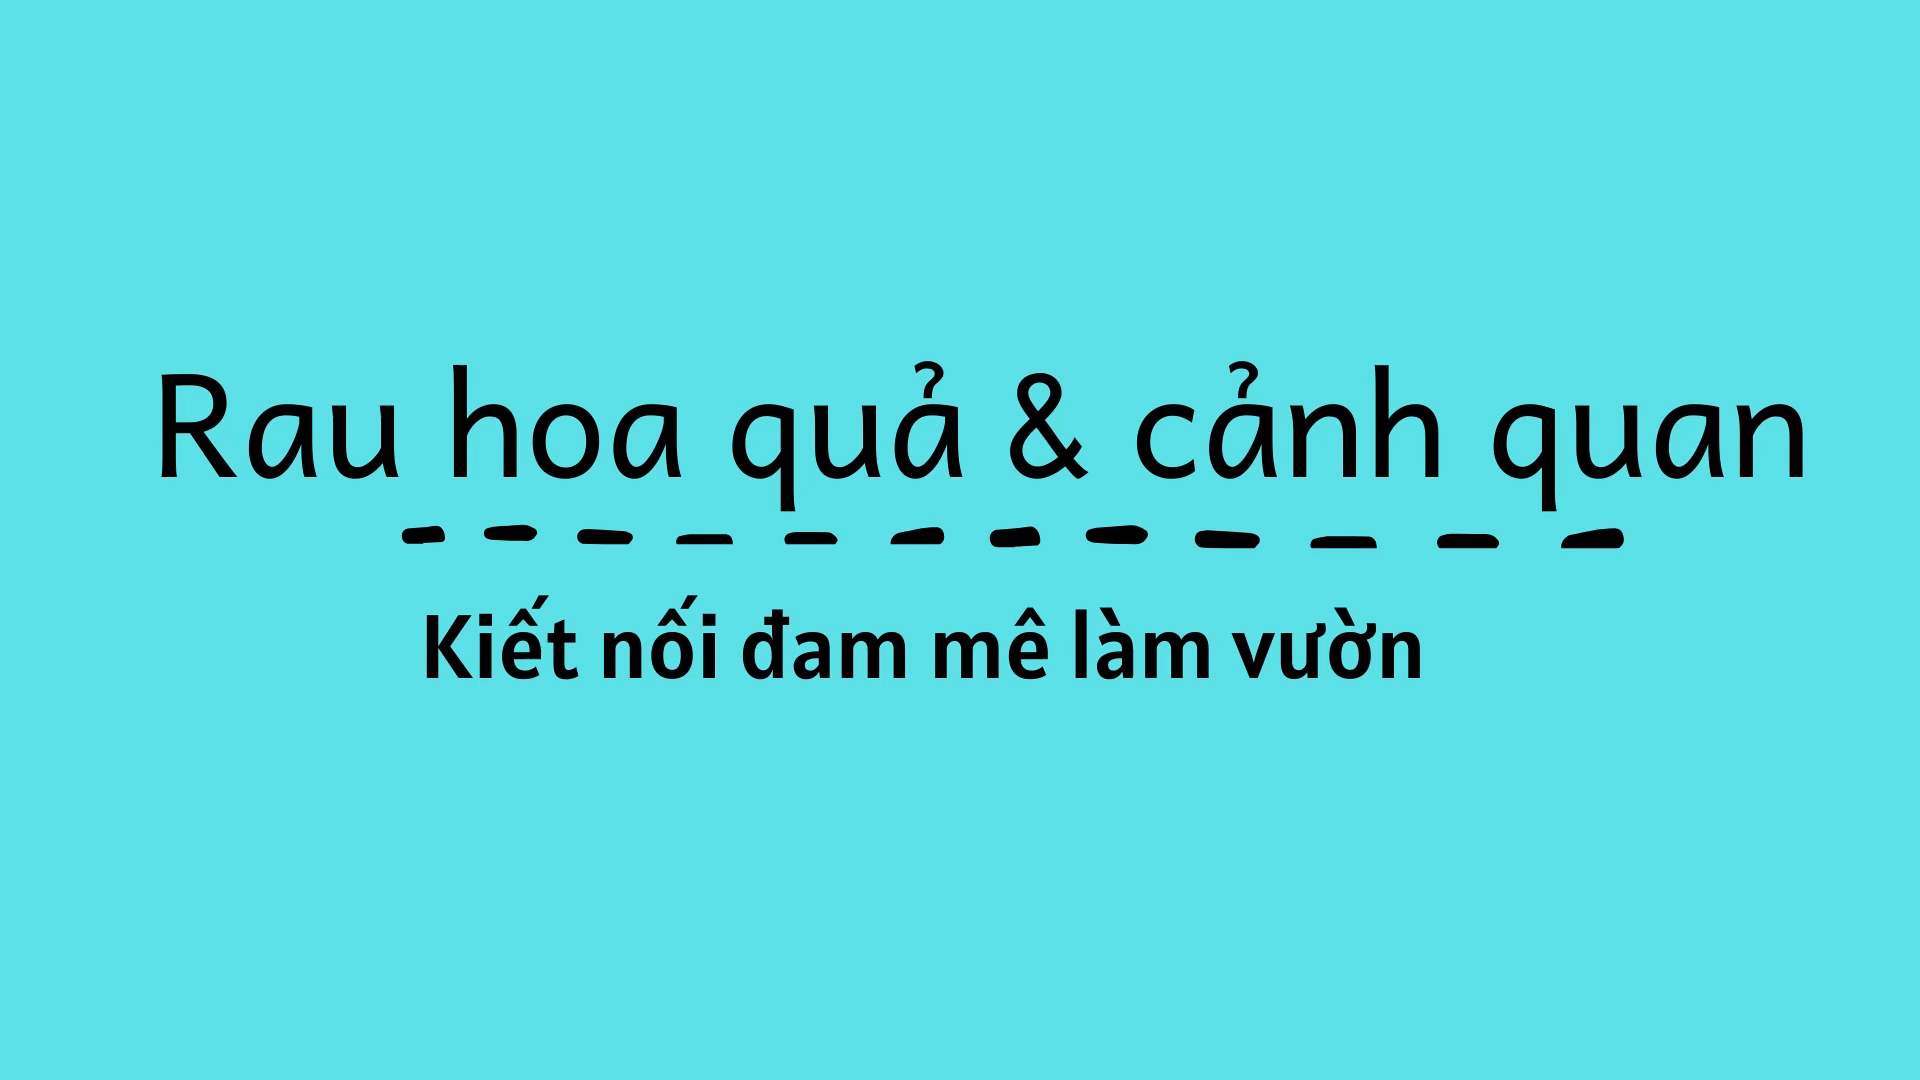 Rau hoa quả & cảnh quan
Kiết nối đam mê làm vườn